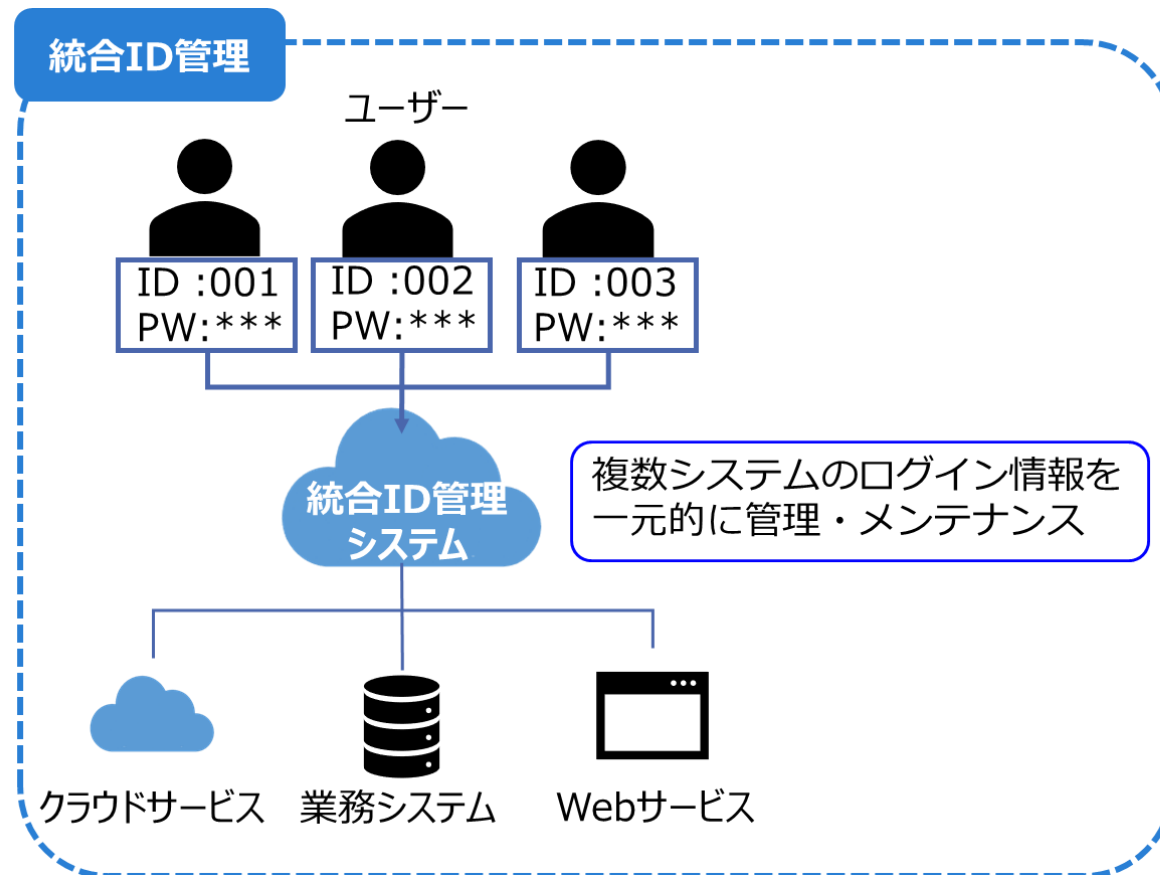 統合ID管理
ユーザー
ID :001
PW:***
ID :002
PW:***
ID :003
PW:***
統合ID管理
システム
複数システムのログイン情報を
一元的に管理・メンテナンス
クラウドサービス
業務システム
Webサービス